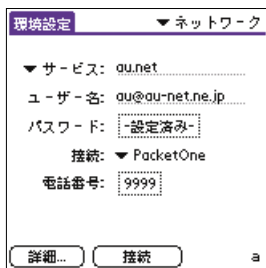 環境設定 ▼ ネットワーク
▼ サービス: au.net
ユーザー名: au@au-net.ne.jp
パスワード: -設定済み-
接続: ▼ PacketOne
電話番号: 9999
詳細... 接続 a